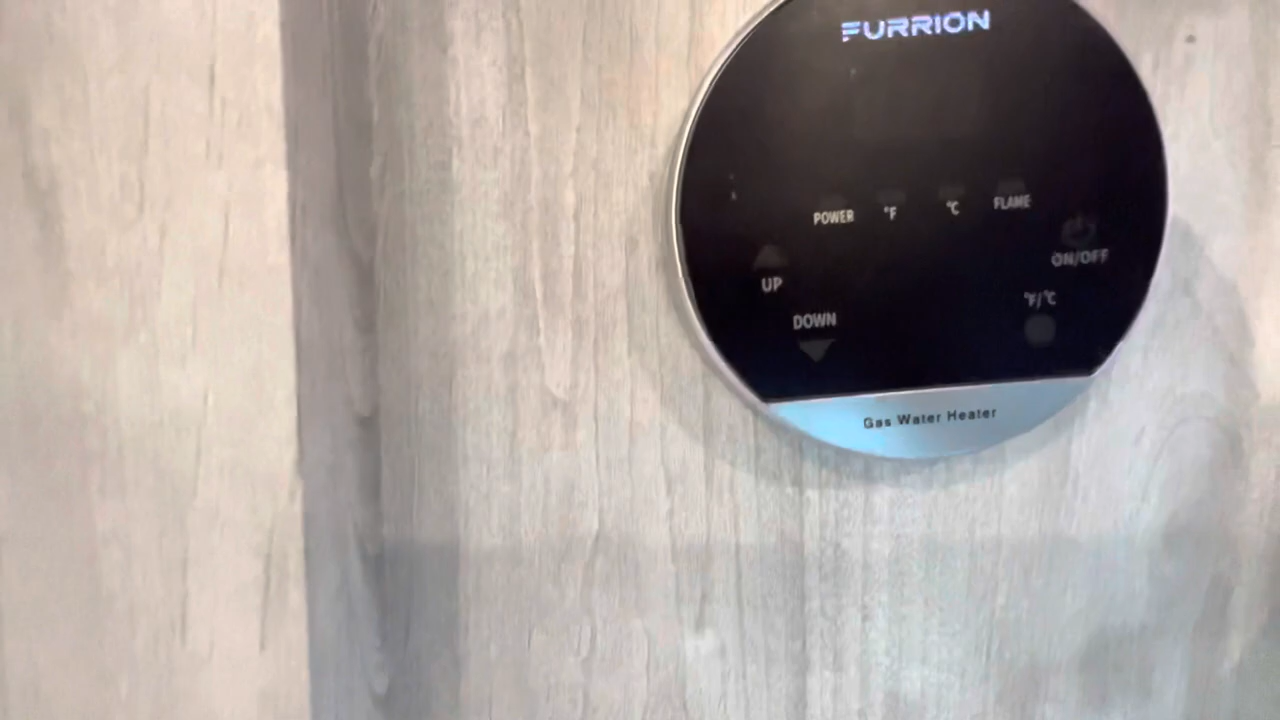 FURRION
POWER °F °C FLAME
ON/OFF
UP
°F/°C
DOWN
Gas Water Heater